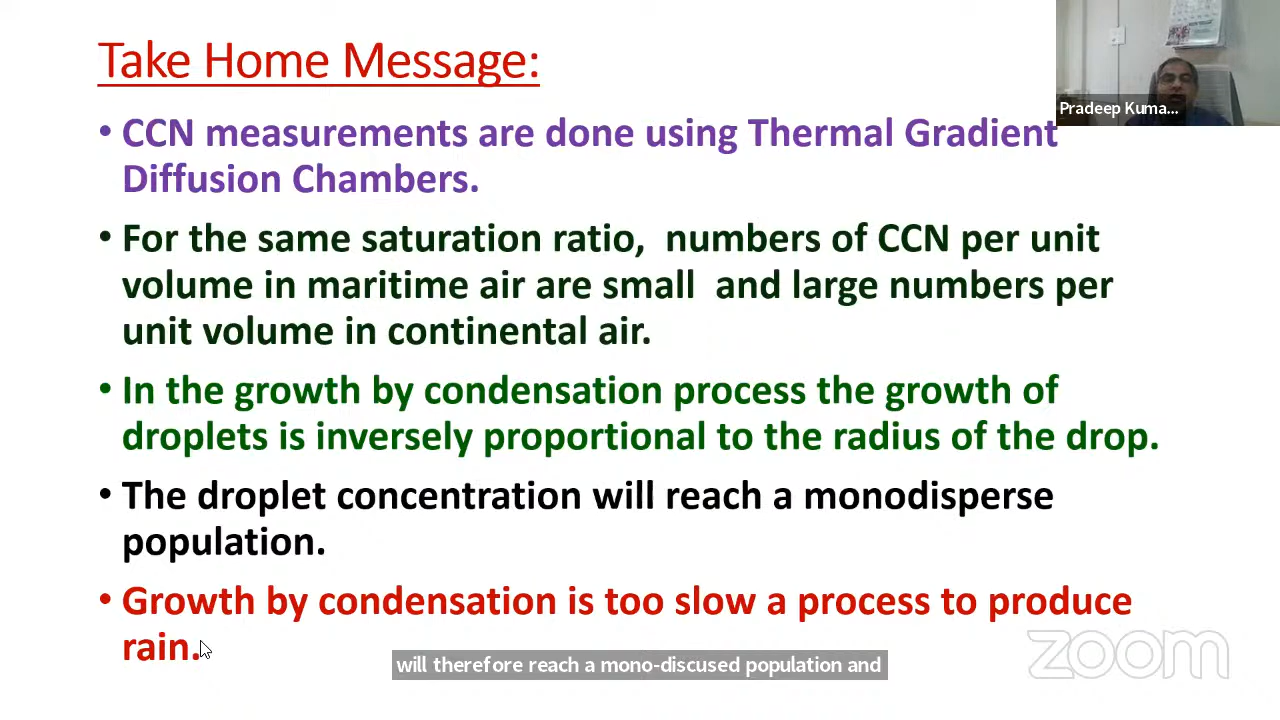 Take Home Message:
Pradeep Kuma...
• CCN measurements are done using Thermal Gradient
Diffusion Chambers.
• For the same saturation ratio, numbers of CCN per unit
volume in maritime air are small and large numbers per
unit volume in continental air.
• In the growth by condensation process the growth of
droplets is inversely proportional to the radius of the drop.
• The droplet concentration will reach a monodisperse
population.
• Growth by condensation is too slow a process to produce
rain.
will therefore reach a mono-discused population and
zoom